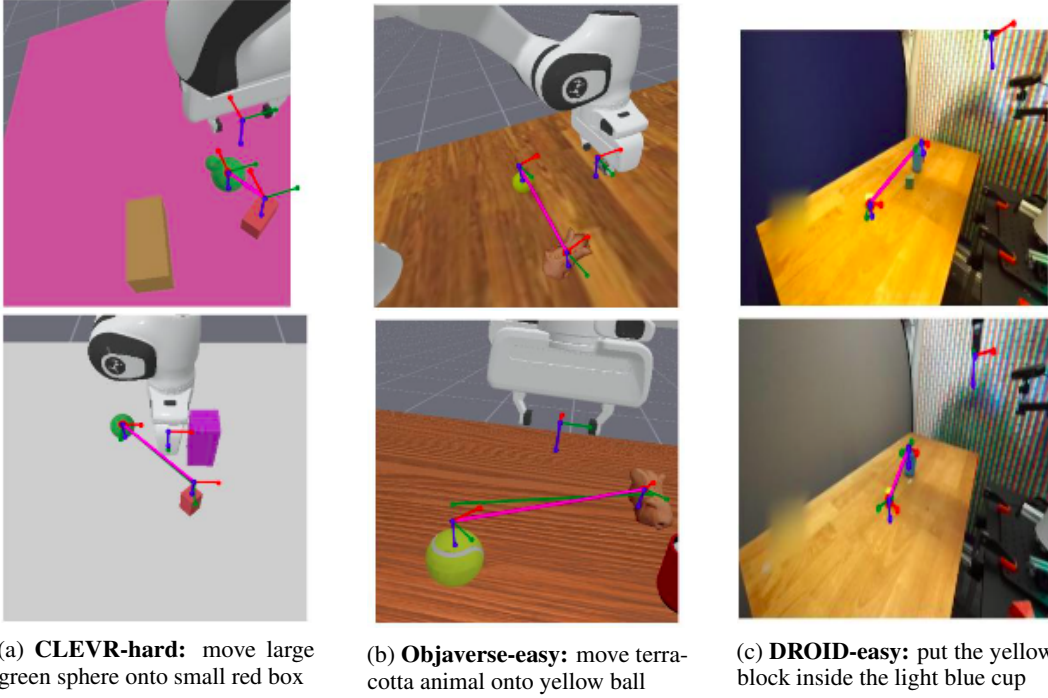 (a) CLEVR-hard: move large
green sphere onto small red box
(b) Objaverse-easy: move terra-
cotta animal onto yellow ball
(c) DROID-easy: put the yellow
block inside the light blue cup